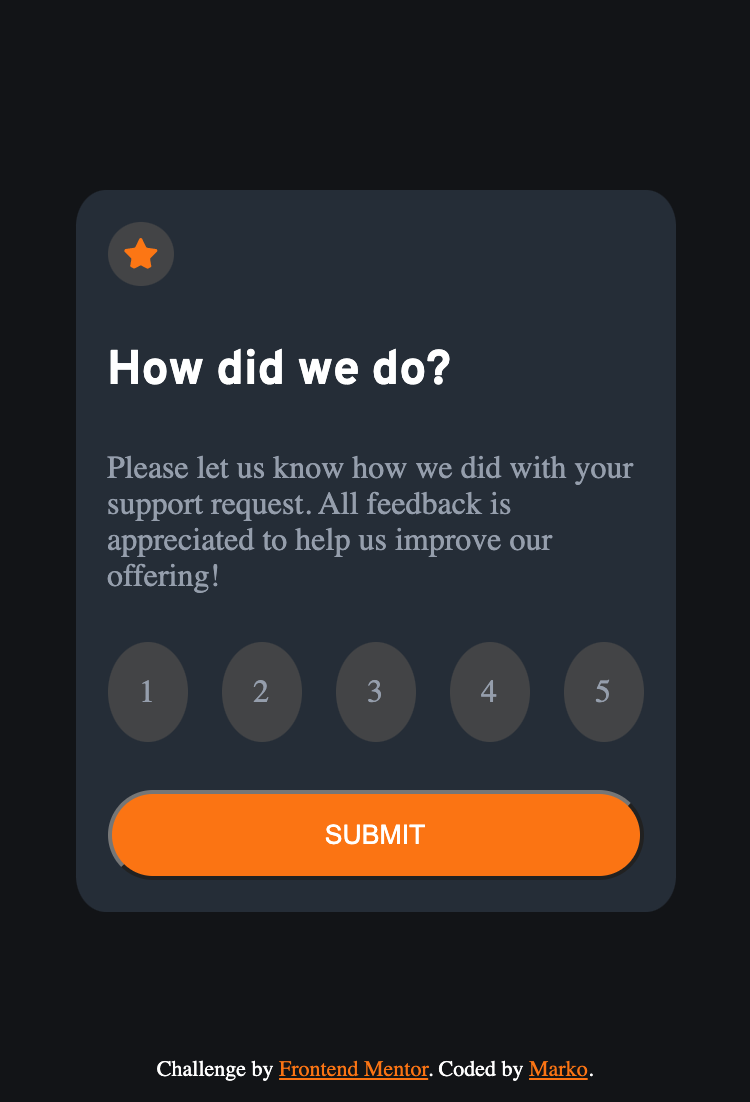 How did we do?
Please let us know how we did with your
support request. All feedback is
appreciated to help us improve our
offering!
1 2 3 4 5
SUBMIT
Challenge by Frontend Mentor. Coded by Marko.